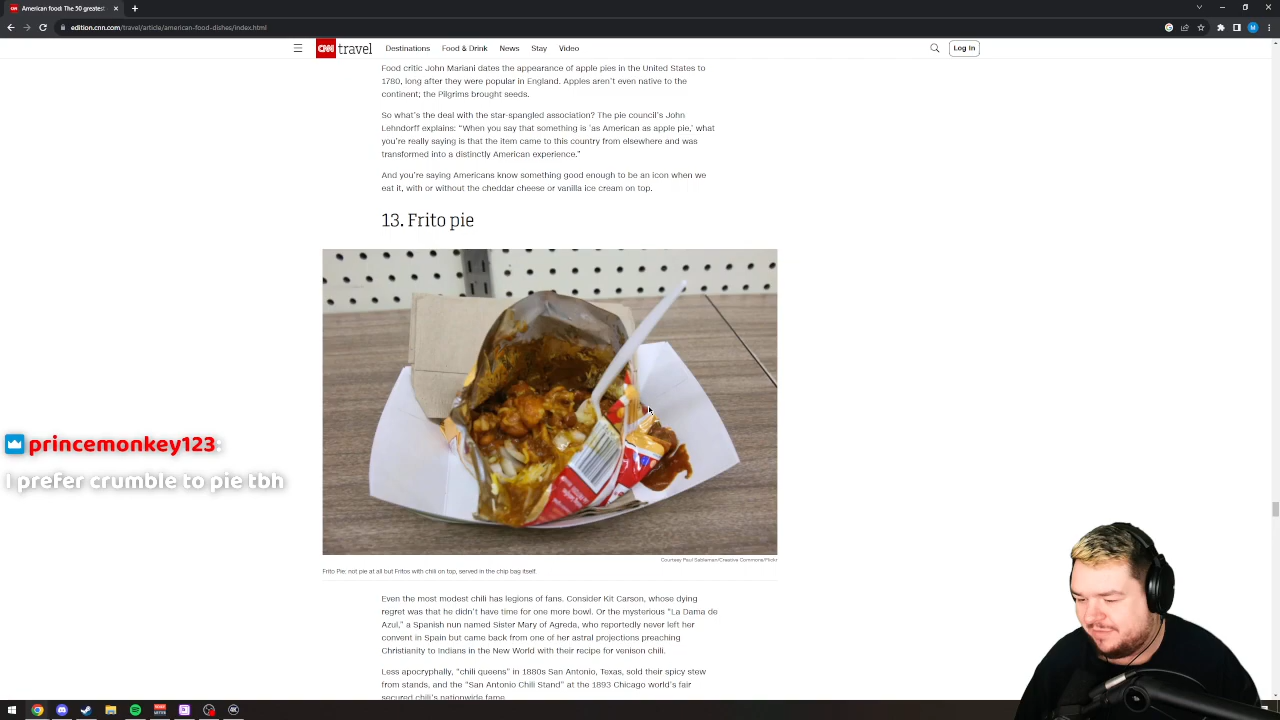 American food: The 50 greatest
edition.cnn.com/travel/article/american-food-dishes/index.html
CNN travel Destinations Food & Drink News Stay Video Log In
Food critic John Mariani dates the appearance of apple pies in the United States to
1780, long after they were popular in England. Apples aren't even native to the
continent; the Pilgrims brought seeds.
So what's the deal with the star-spangled association? The pie council's John
Lehndorff explains: "When you say that something is 'as American as apple pie,' what
you're really saying is that the item came to this country from elsewhere and was
transformed into a distinctly American experience."
And you're saying Americans know something good enough to be an icon when we
eat it, with or without the cheddar cheese or vanilla ice cream on top.
13. Frito pie
Courtesy Paul Sableman/Creative Commons/Flickr
Frito Pie: not pie at all but Fritos with chili on top, served in the chip bag itself.
princemonkey123:
I prefer crumble to pie tbh
Even the most modest chili has legions of fans. Consider Kit Carson, whose dying
regret was that he didn't have time for one more bowl. Or the mysterious "La Dama de
Azul," a Spanish nun named Sister Mary of Agreda, who reportedly never left her
convent in Spain but came back from one of her astral projections preaching
Christianity to Indians in the New World with their recipe for venison chili.
Less apocryphally, "chili queens" in 1880s San Antonio, Texas, sold their spicy stew
from stands, and the "San Antonio Chili Stand" at the 1893 Chicago world's fair
secured chili's nationwide fame.